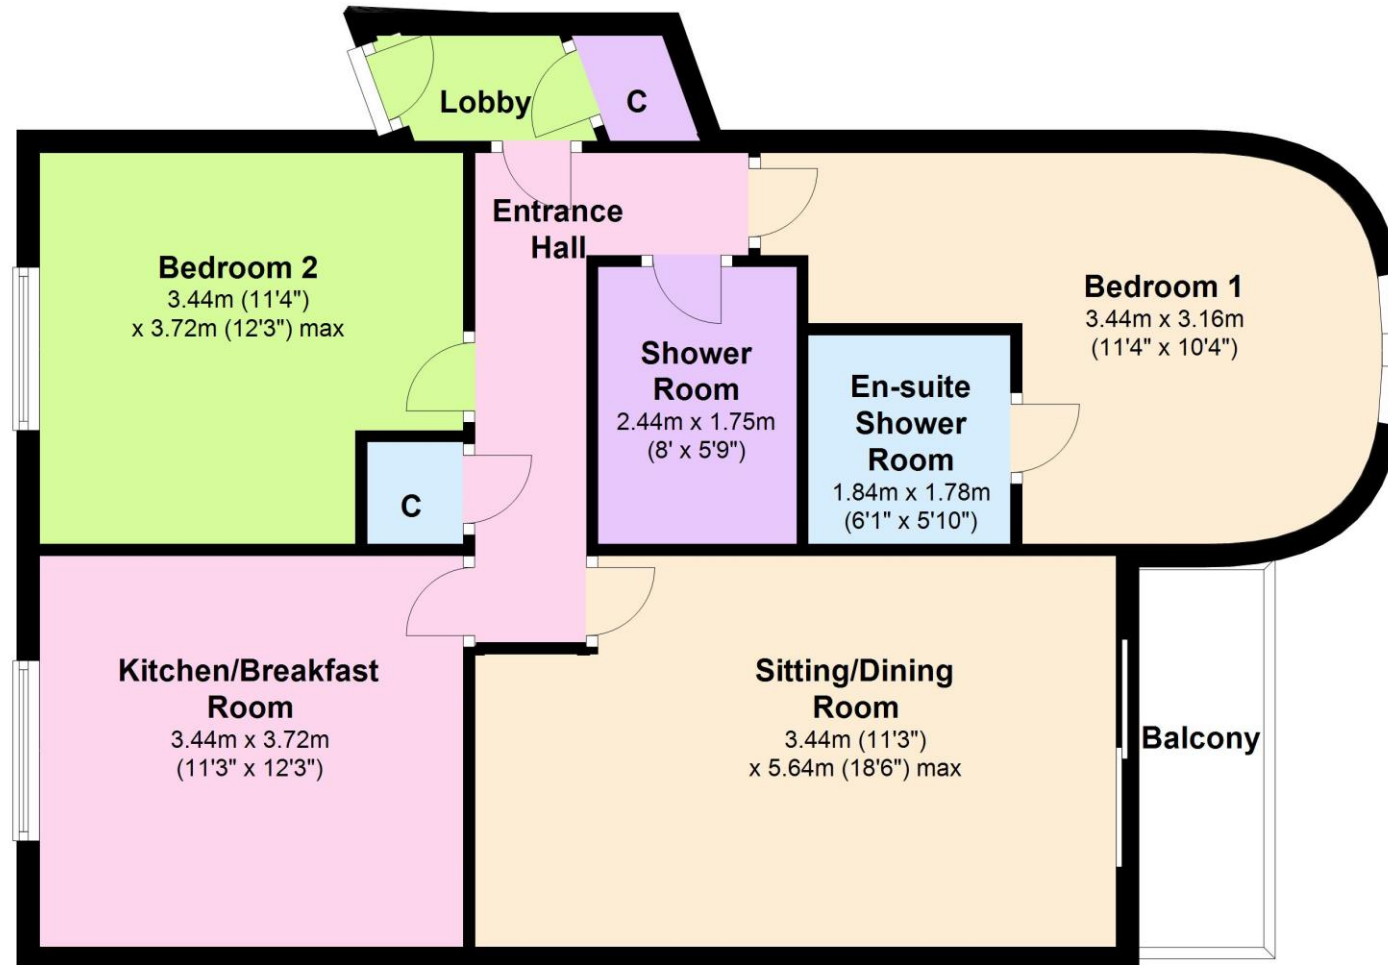 Lobby
C
Entrance
Hall
Bedroom 2
3.44m (11'4")
x 3.72m (12'3") max
Bedroom 1
3.44m x 3.16m
(11'4" x 10'4")
Shower
Room
2.44m x 1.75m
(8' x 5'9")
En-suite
Shower
Room
1.84m x 1.78m
(6'1" x 5'10")
C
Kitchen/Breakfast
Room
3.44m x 3.72m
(11'3" x 12'3")
Sitting/Dining
Room
3.44m (11'3")
x 5.64m (18'6") max
Balcony